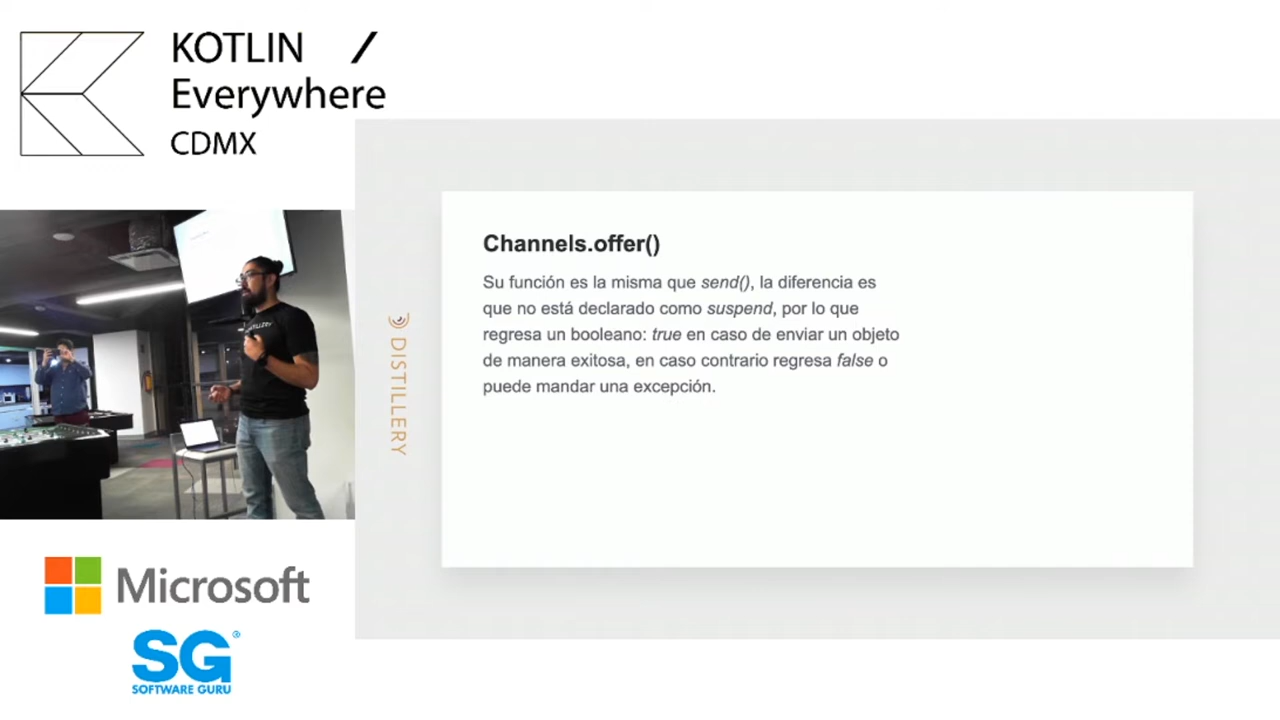 KOTLIN /
Everywhere
CDMX
Channels.offer()
Su función es la misma que send(), la diferencia es
que no está declarado como suspend, por lo que
regresa un booleano: true en caso de enviar un objeto
de manera exitosa, en caso contrario regresa false o
puede mandar una excepción.
DISTILLERY
Microsoft
SG®
SOFTWARE GURU